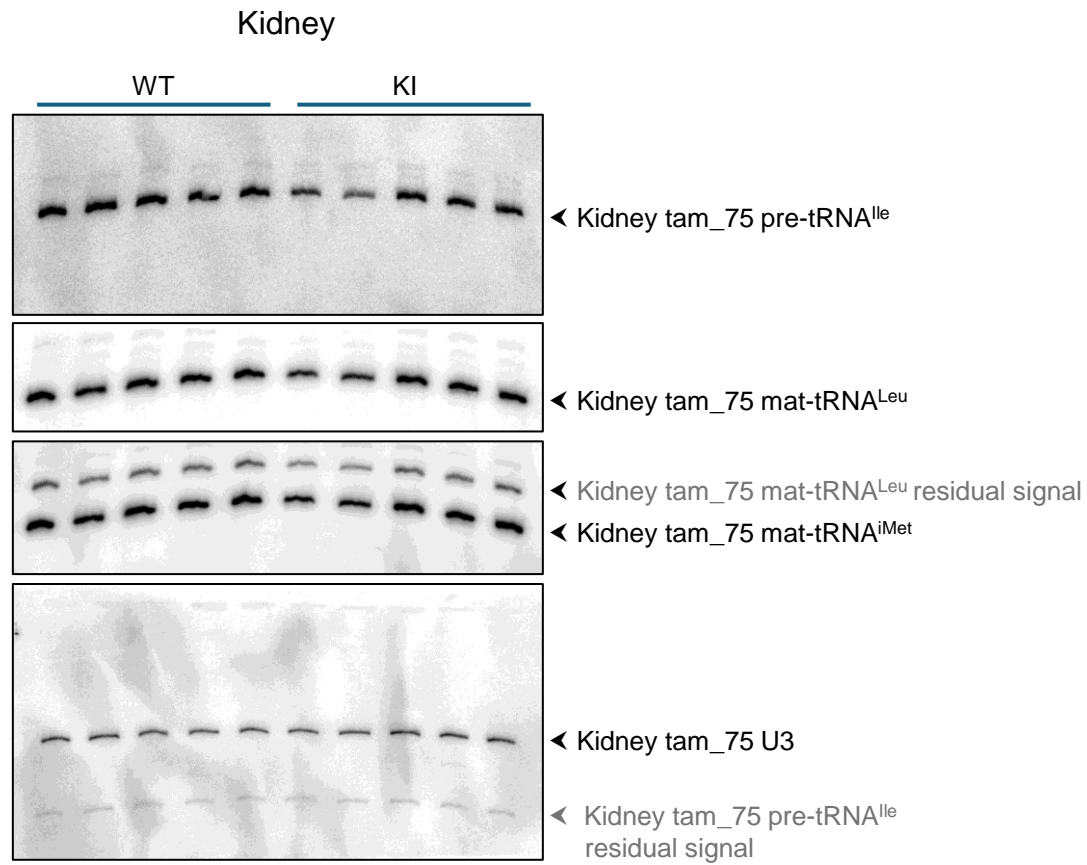 Kidney
WT KI
Kidney tam_75 pre-tRNAIle
Kidney tam_75 mat-tRNALeu
Kidney tam_75 mat-tRNALeu residual signal
Kidney tam_75 mat-tRNAiMet
Kidney tam_75 U3
Kidney tam_75 pre-tRNAIle
residual signal